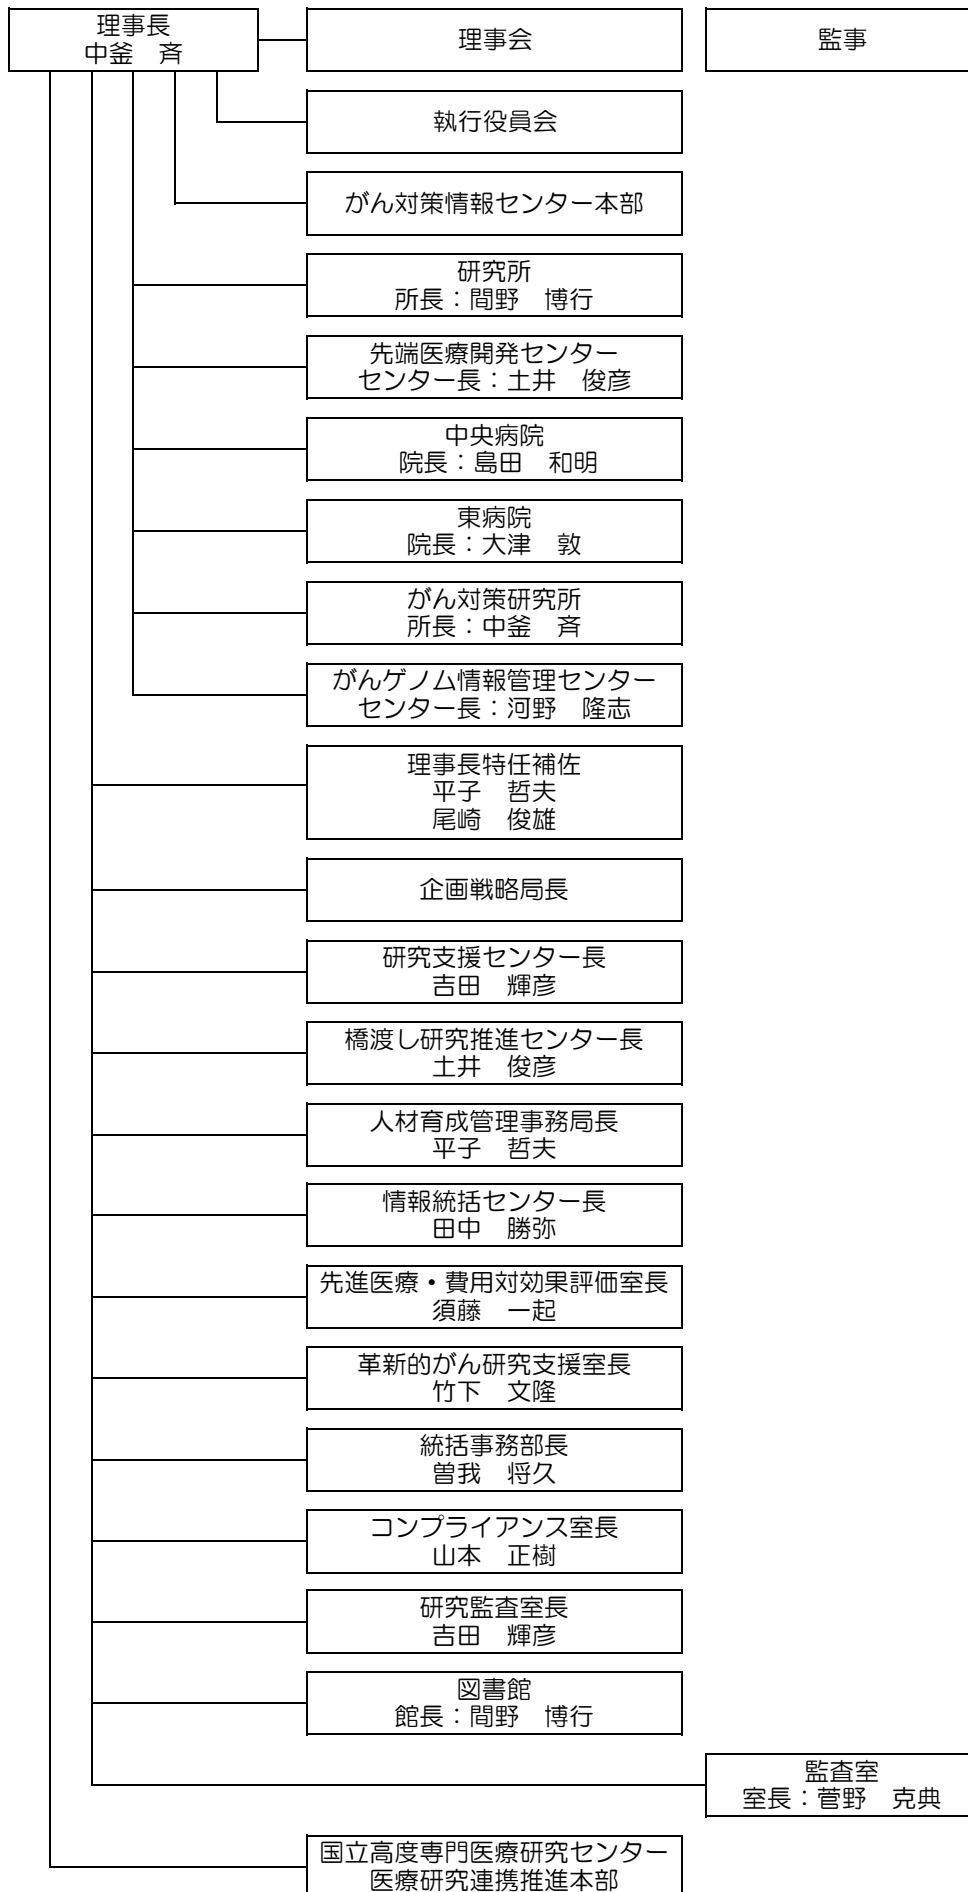 理事長
中釜　斉
理事会
監事
執行役員会
がん対策情報センター本部
研究所
所長：間野　博行
先端医療開発センター
センター長：土井　俊彦
中央病院
院長：島田　和明
東病院
院長：大津　敦
がん対策研究所
所長：中釜　斉
がんゲノム情報管理センター
センター長：河野　隆志
理事長特任補佐
平子　哲夫
尾崎　俊雄
企画戦略局長
研究支援センター長
吉田　輝彦
橋渡し研究推進センター長
土井　俊彦
人材育成管理事務局長
平子　哲夫
情報統括センター長
田中　勝弥
先進医療・費用対効果評価室長
須藤　一起
革新的がん研究支援室長
竹下　文隆
統括事務部長
曽我　将久
コンプライアンス室長
山本　正樹
研究監査室長
吉田　輝彦
図書館
館長：間野　博行
監査室
室長：菅野　克典
国立高度専門医療研究センター
医療研究連携推進本部